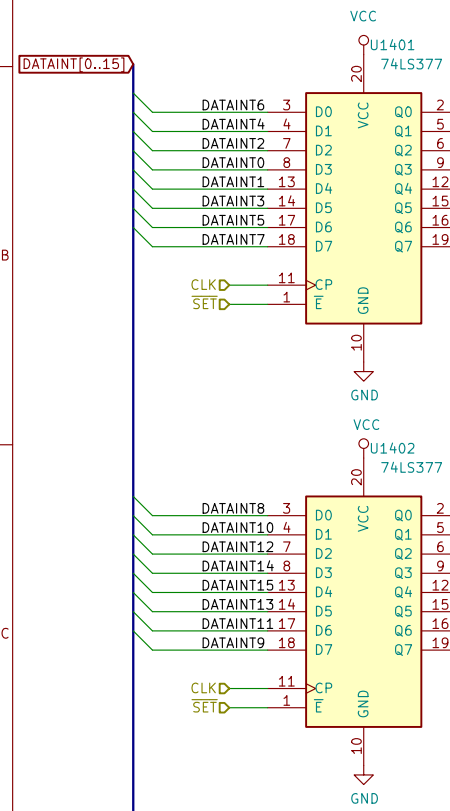 VCC
U1401
74LS377
20
DATAINT[0..15]
VCC
DATAINT6 3 D0 Q0 2
DATAINT4 4 D1 Q1 5
DATAINT2 7 D2 Q2 6
DATAINT0 8 D3 Q3 9
DATAINT1 13 D4 Q4 12
DATAINT3 14 D5 Q5 15
DATAINT5 17 D6 Q6 16
DATAINT7 18 D7 Q7 19
B
CLK 11 CP
SET 1 E
GND
10
GND
VCC
U1402
74LS377
20
VCC
DATAINT8 3 D0 Q0 2
DATAINT10 4 D1 Q1 5
DATAINT12 7 D2 Q2 6
DATAINT14 8 D3 Q3 9
DATAINT15 13 D4 Q4 12
DATAINT13 14 D5 Q5 15
DATAINT11 17 D6 Q6 16
C
DATAINT9 18 D7 Q7 19
CLK 11 CP
SET 1 E
GND
10
GND